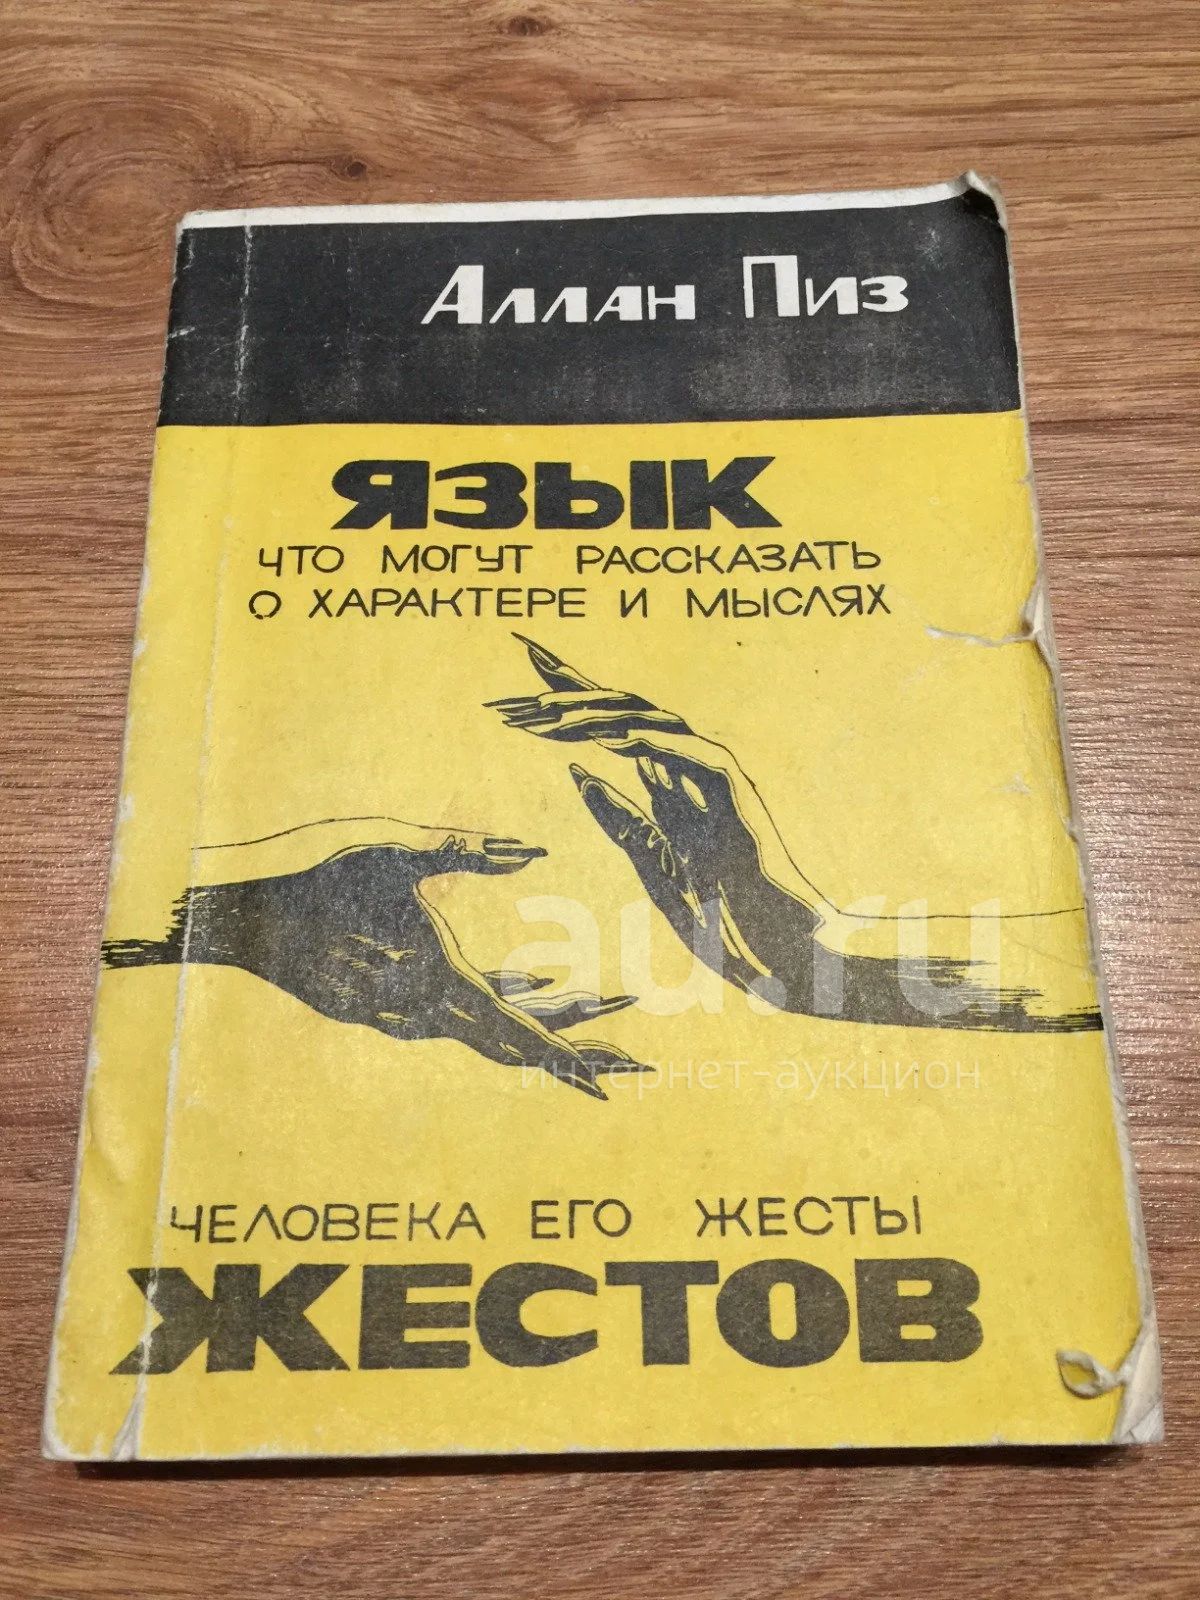 Аллан Пиз
ЯЗЫК
ЧТО МОГУТ РАССКАЗАТЬ
О ХАРАКТЕРЕ И МЫСЛЯХ
au.ru
интернет-аукцион
ЧЕЛОВЕКА ЕГО ЖЕСТЫ
ЖЕСТОВ